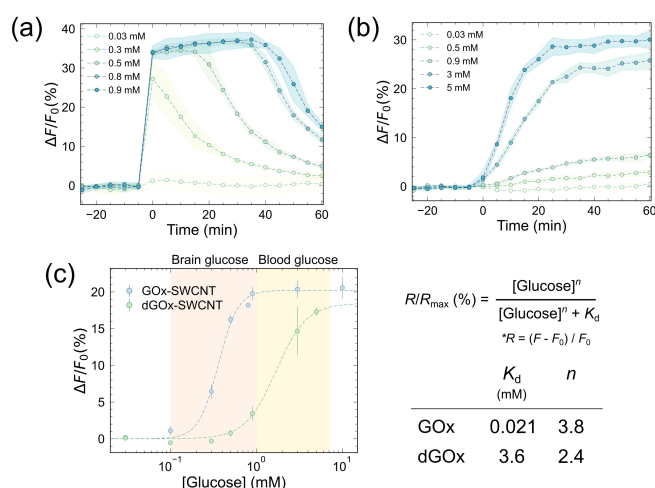 (a)
40
30
20
10
0
ΔF/F0(%)
0.03 mM
0.3 mM
0.5 mM
0.8 mM
0.9 mM
−20 0 20 40 60
Time (min)
(b)
40
30
20
10
0
ΔF/F0(%)
0.03 mM
0.5 mM
0.9 mM
3 mM
5 mM
−20 0 20 40 60
Time (min)
(c)
Brain glucose Blood glucose
GOx-SWCNT
dGOx-SWCNT
20
15
10
5
0
ΔF/F0(%)
10−1 100 101
[Glucose] (mM)
R/Rmax (%) = [Glucose]n
[Glucose]n + Kd
*R = (F - F0) / F0
Kd n
(mM)
GOx 0.021 3.8
dGOx 3.6 2.4